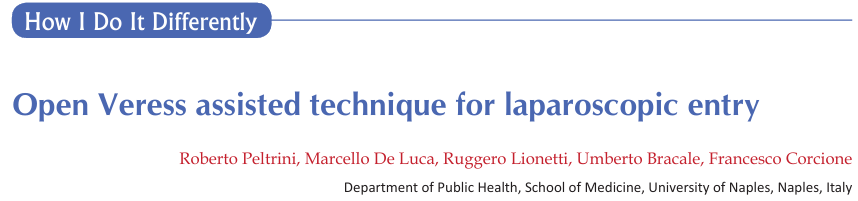 How I Do It Differently
Open Veress assisted technique for laparoscopic entry
Roberto Peltrini, Marcello De Luca, Ruggero Lionetti, Umberto Bracale, Francesco Corcione
Department of Public Health, School of Medicine, University of Naples, Naples, Italy